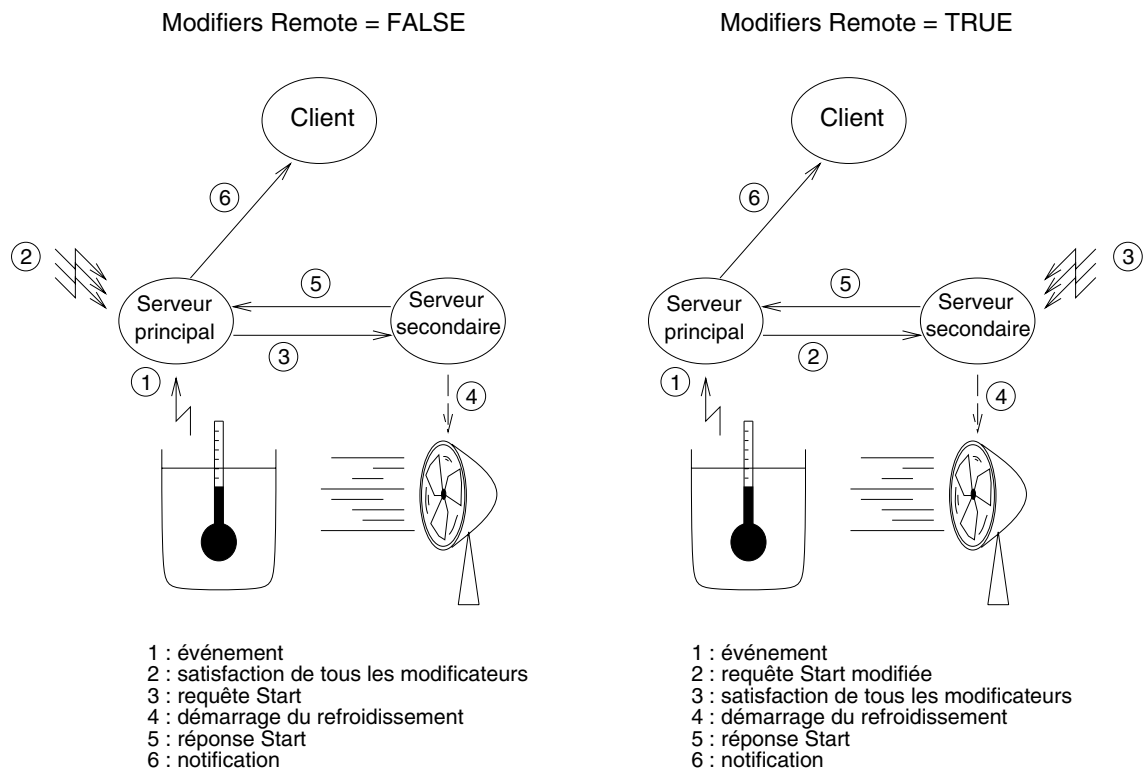 Modifiers Remote = FALSE
Client
6
2
5
Serveur
principal
Serveur
secondaire
3
1
4
1 : événement
2 : satisfaction de tous les modificateurs
3 : requête Start
4 : démarrage du refroidissement
5 : réponse Start
6 : notification
Modifiers Remote = TRUE
Client
6
3
5
Serveur
principal
Serveur
secondaire
2
1
4
1 : événement
2 : requête Start modifiée
3 : satisfaction de tous les modificateurs
4 : démarrage du refroidissement
5 : réponse Start
6 : notification